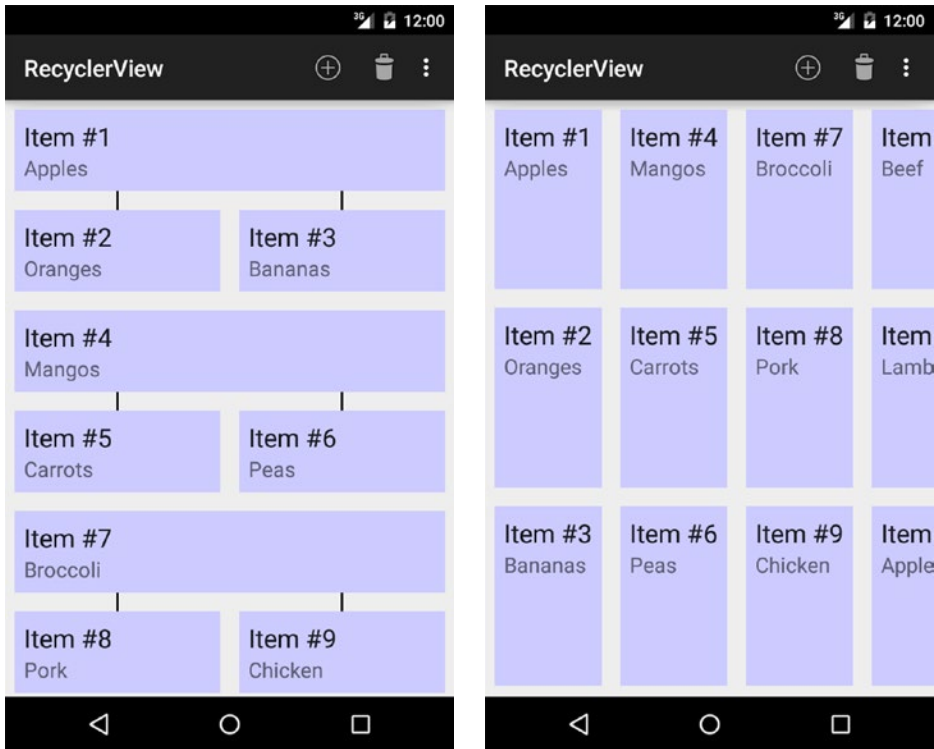 3G 12:00
RecyclerView
Item #1
Apples
Item #2
Oranges
Item #3
Bananas
Item #4
Mangos
Item #5
Carrots
Item #6
Peas
Item #7
Broccoli
Item #8
Pork
Item #9
Chicken
3G 12:00
RecyclerView
Item #1
Apples
Item #4
Mangos
Item #7
Broccoli
Item
Beef
Item #2
Oranges
Item #5
Carrots
Item #8
Pork
Item
Lamb
Item #3
Bananas
Item #6
Peas
Item #9
Chicken
Item
Apple